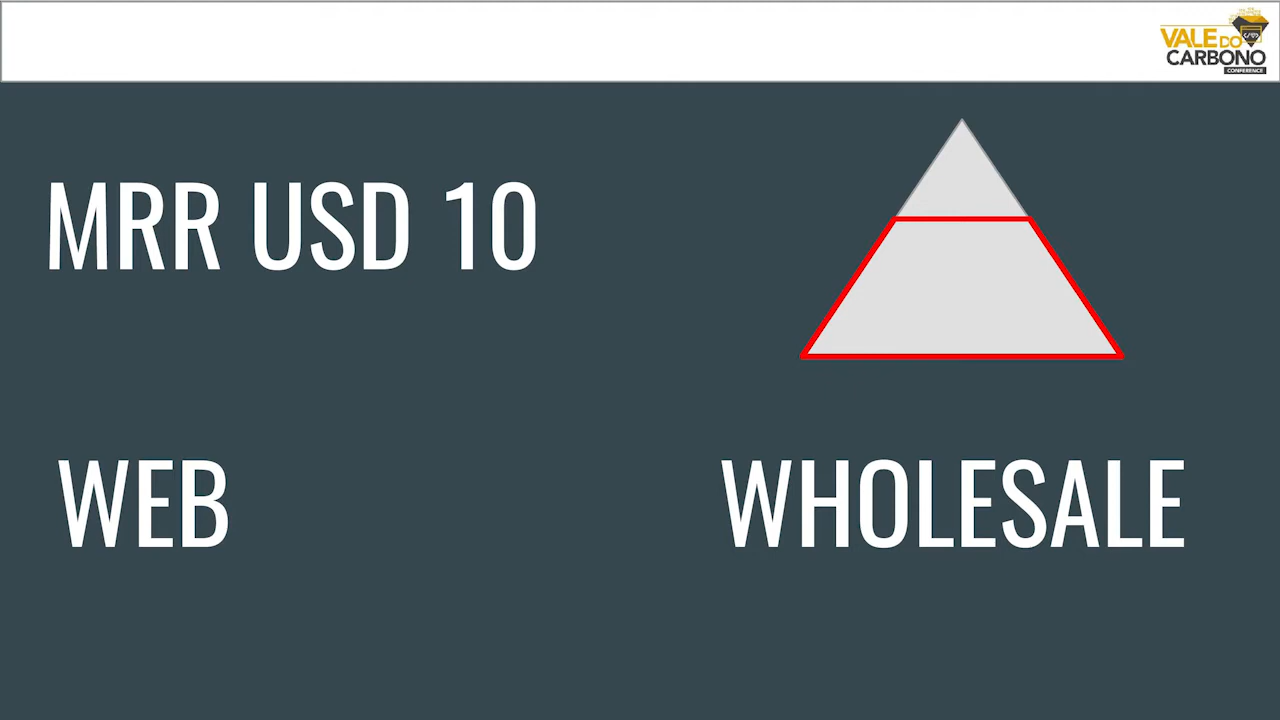 VALE DO
CARBONO
CONFERENCE
MRR USD 10
WEB
WHOLESALE